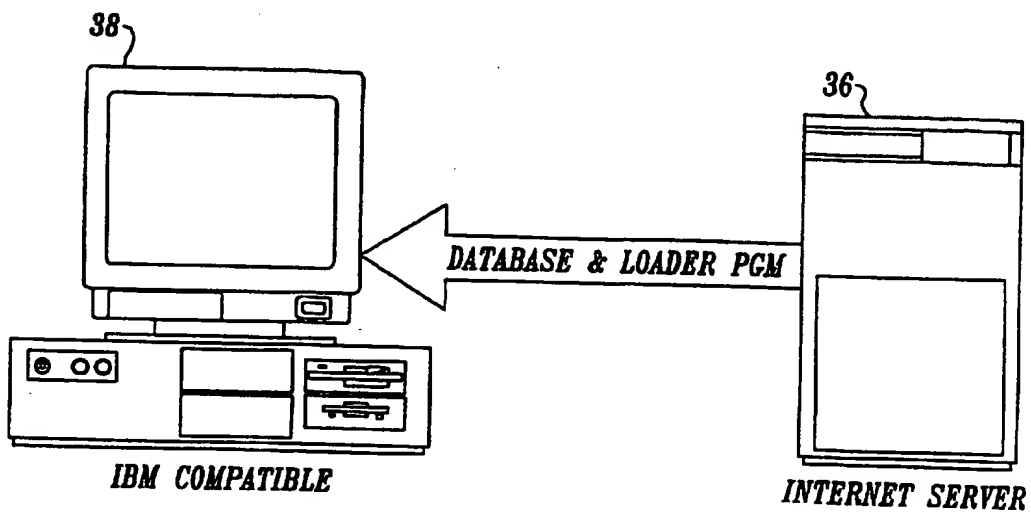 38
36
DATABASE & LOADER PGM
IBM COMPATIBLE
INTERNET SERVER